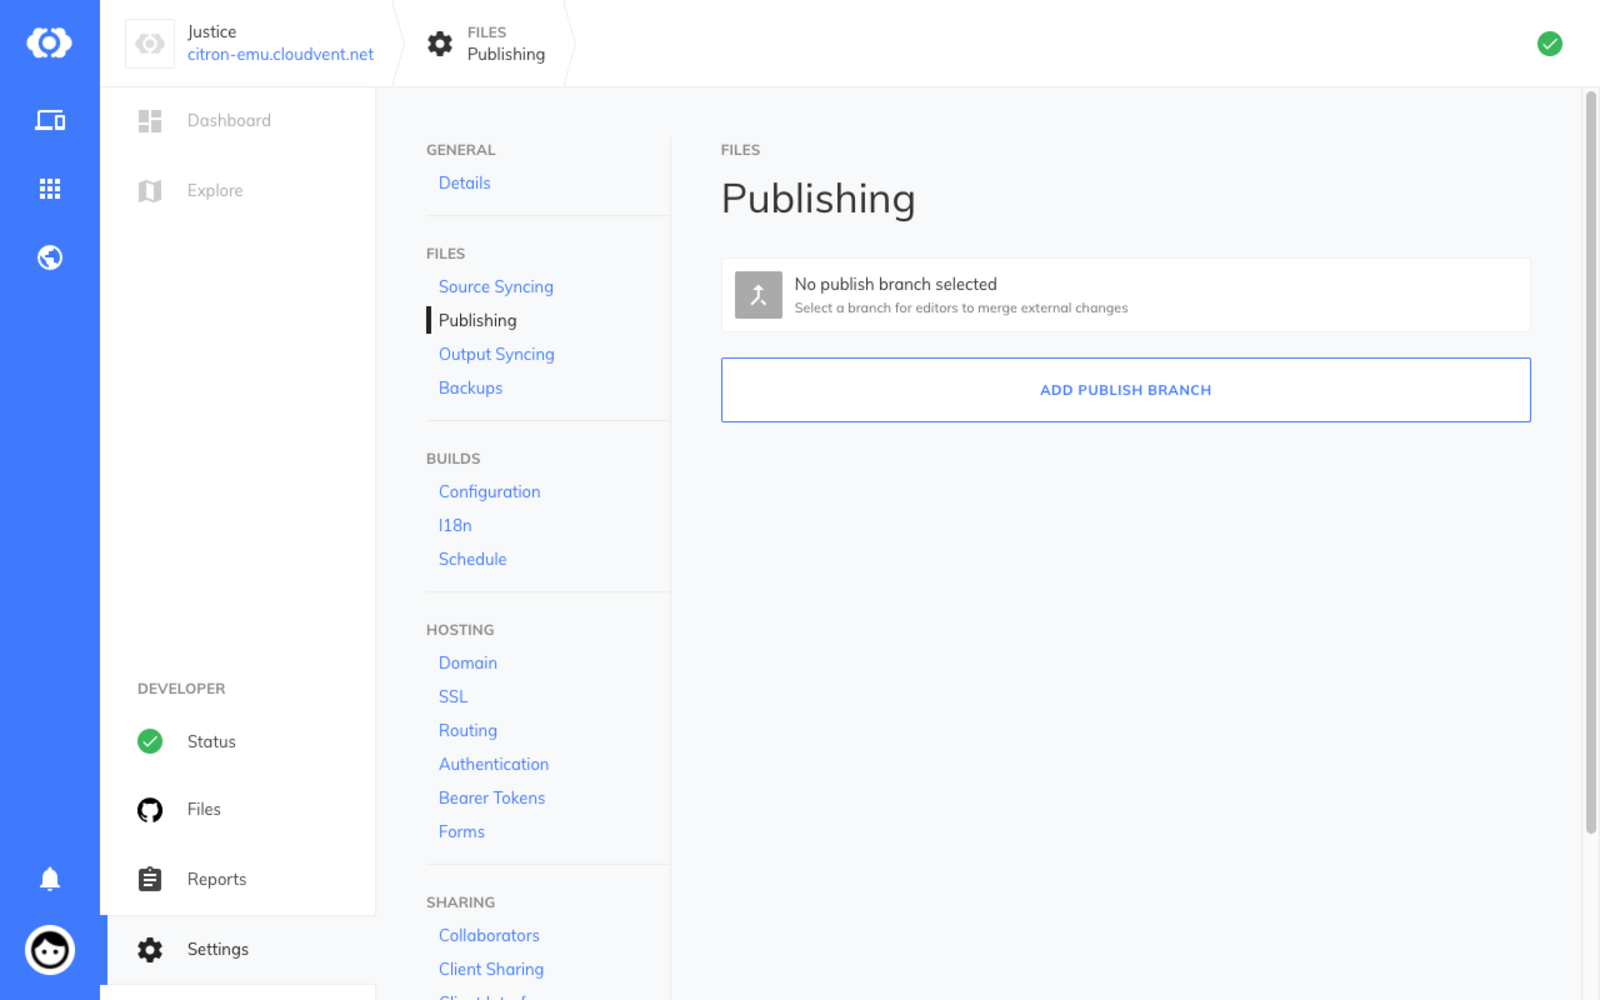 Justice
citron-emu.cloudvent.net
FILES
Publishing
Dashboard
Explore
DEVELOPER
Status
Files
Reports
Settings
GENERAL
Details
FILES
Source Syncing
Publishing
Output Syncing
Backups
BUILDS
Configuration
I18n
Schedule
HOSTING
Domain
SSL
Routing
Authentication
Bearer Tokens
Forms
SHARING
Collaborators
Client Sharing
FILES
Publishing
No publish branch selected
Select a branch for editors to merge external changes
ADD PUBLISH BRANCH